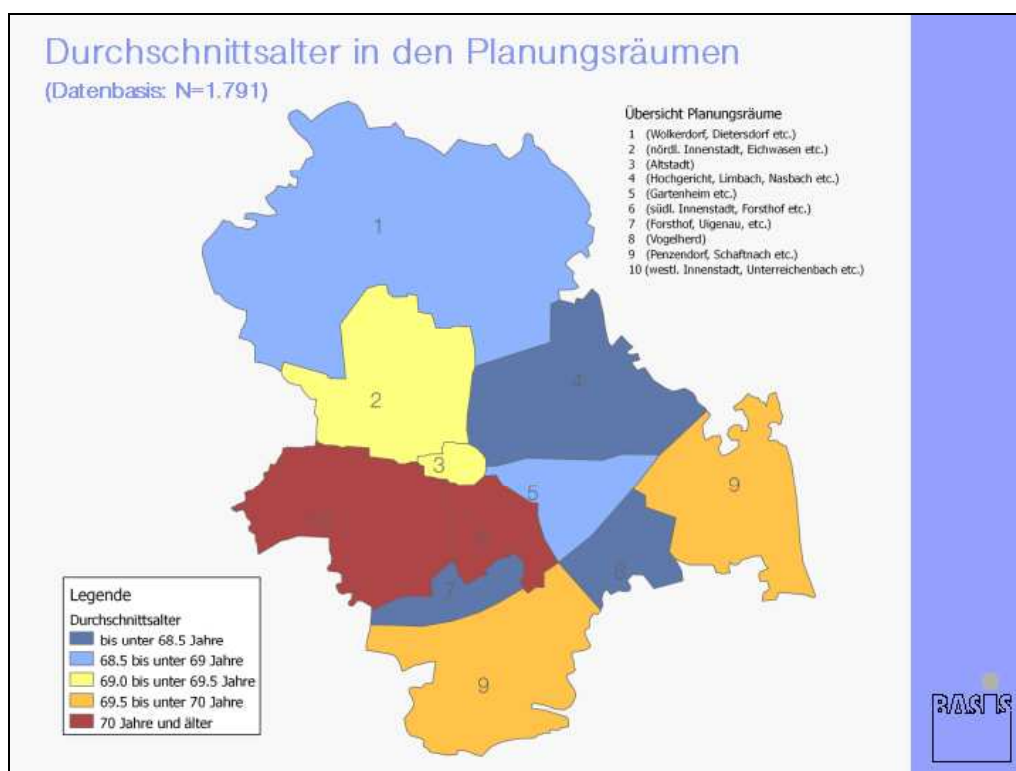 Durchschnittsalter in den Planungsräumen
(Datenbasis: N=1.791)
Übersicht Planungsräume
1 (Wolkerdorf, Dietersdorf etc.)
2 (nördl. Innenstadt, Eichwasen etc.)
3 (Altstadt)
4 (Hochgericht, Limbach, Nasbach etc.)
5 (Gartenheim etc.)
6 (südl. Innenstadt, Forsthof etc.)
7 (Forsthof, Uigenau, etc.)
8 (Vogelherd)
9 (Penzendorf, Schaftnach etc.)
10 (westl. Innenstadt, Unterreichenbach etc.)
1
4
2
3
5
9
10
6
7
8
9
Legende
Durchschnittsalter
bis unter 68.5 Jahre
68.5 bis unter 69 Jahre
69.0 bis unter 69.5 Jahre
69.5 bis unter 70 Jahre
70 Jahre und älter
BASIS